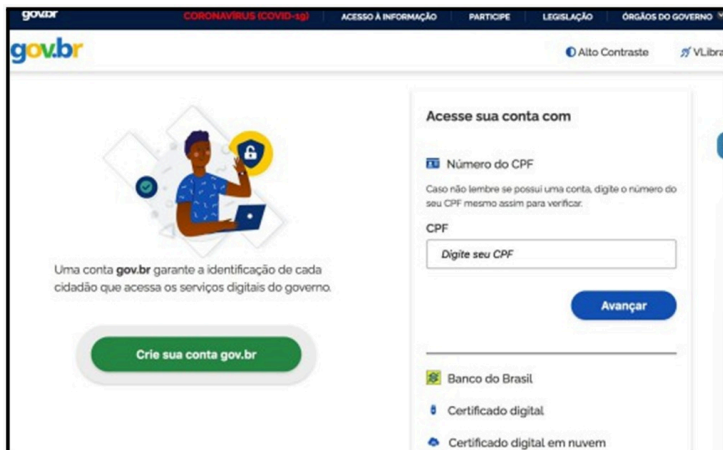 govbr
CORONAVÍRUS (COVID-19)
ACESSO À INFORMAÇÃO
PARTICIPE
LEGISLAÇÃO
ÓRGÃOS DO GOVERNO
gov.br
Alto Contraste
VLibra
Acesse sua conta com
Número do CPF
Caso não lembre se possui uma conta, digite o número do
seu CPF mesmo assim para verificar.
CPF
Digite seu CPF
Avançar
Uma conta gov.br garante a identificação de cada
cidadão que acessa os serviços digitais do governo.
Crie sua conta gov.br
Banco do Brasil
Certificado digital
Certificado digital em nuvem